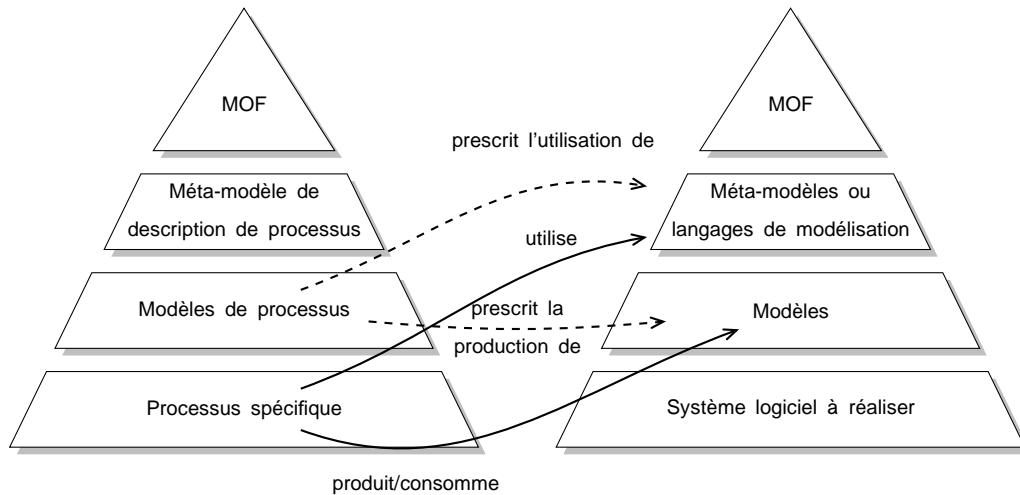 MOF
MOF
prescrit l'utilisation de
Méta-modèle de
description de processus
Méta-modèles ou
langages de modélisation
utilise
Modèles de processus
prescrit la
production de
Modèles
Processus spécifique
Système logiciel à réaliser
produit/consomme